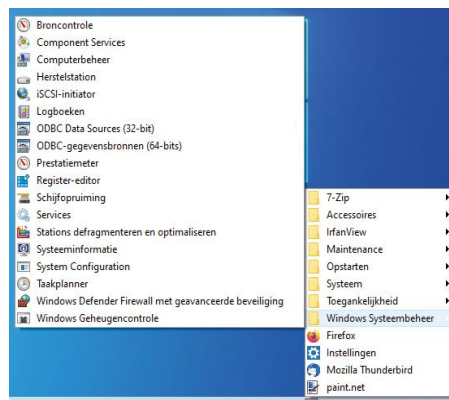 Broncontrole
Component Services
Computerbeheer
Herstelstation
iSCSI-initiator
Logboeken
ODBC Data Sources (32-bit)
ODBC-gegevensbronnen (64-bits)
Prestatiemeter
Register-editor
Schijfopruiming
Services
Stations defragmenteren en optimaliseren
Systeeminformatie
System Configuration
Taakplanner
Windows Defender Firewall met geavanceerde beveiliging
Windows Geheugencontrole
7-Zip
Accessoires
IrfanView
Maintenance
Opstarten
Systeem
Toegankelijkheid
Windows Systeembeheer
Firefox
Instellingen
Mozilla Thunderbird
paint.net